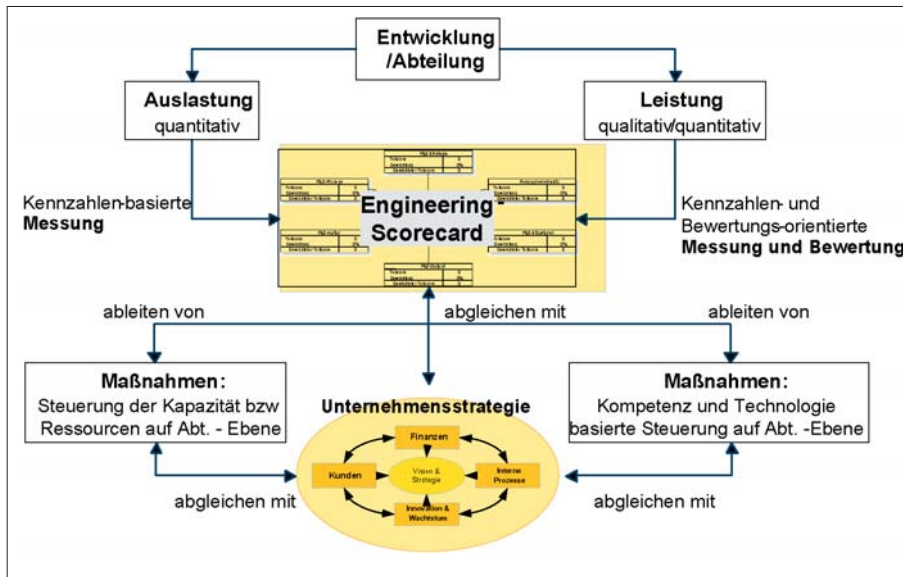 Entwicklung
/Abteilung
Auslastung
quantitativ
Leistung
qualitativ/quantitativ
Kennzahlen-basierte
Messung
Engineering-
Scorecard
Kennzahlen- und
Bewertungs-orientierte
Messung und Bewertung
ableiten von
abgleichen mit
ableiten von
Maßnahmen:
Steuerung der Kapazität bzw
Ressourcen auf Abt. - Ebene
Unternehmensstrategie
Maßnahmen:
Kompetenz und Technologie
basierte Steuerung auf Abt. -Ebene
Finanzen
Kunden
Vision &
Strategie
Interne
Prozesse
Innovation &
Wachstum
abgleichen mit
abgleichen mit